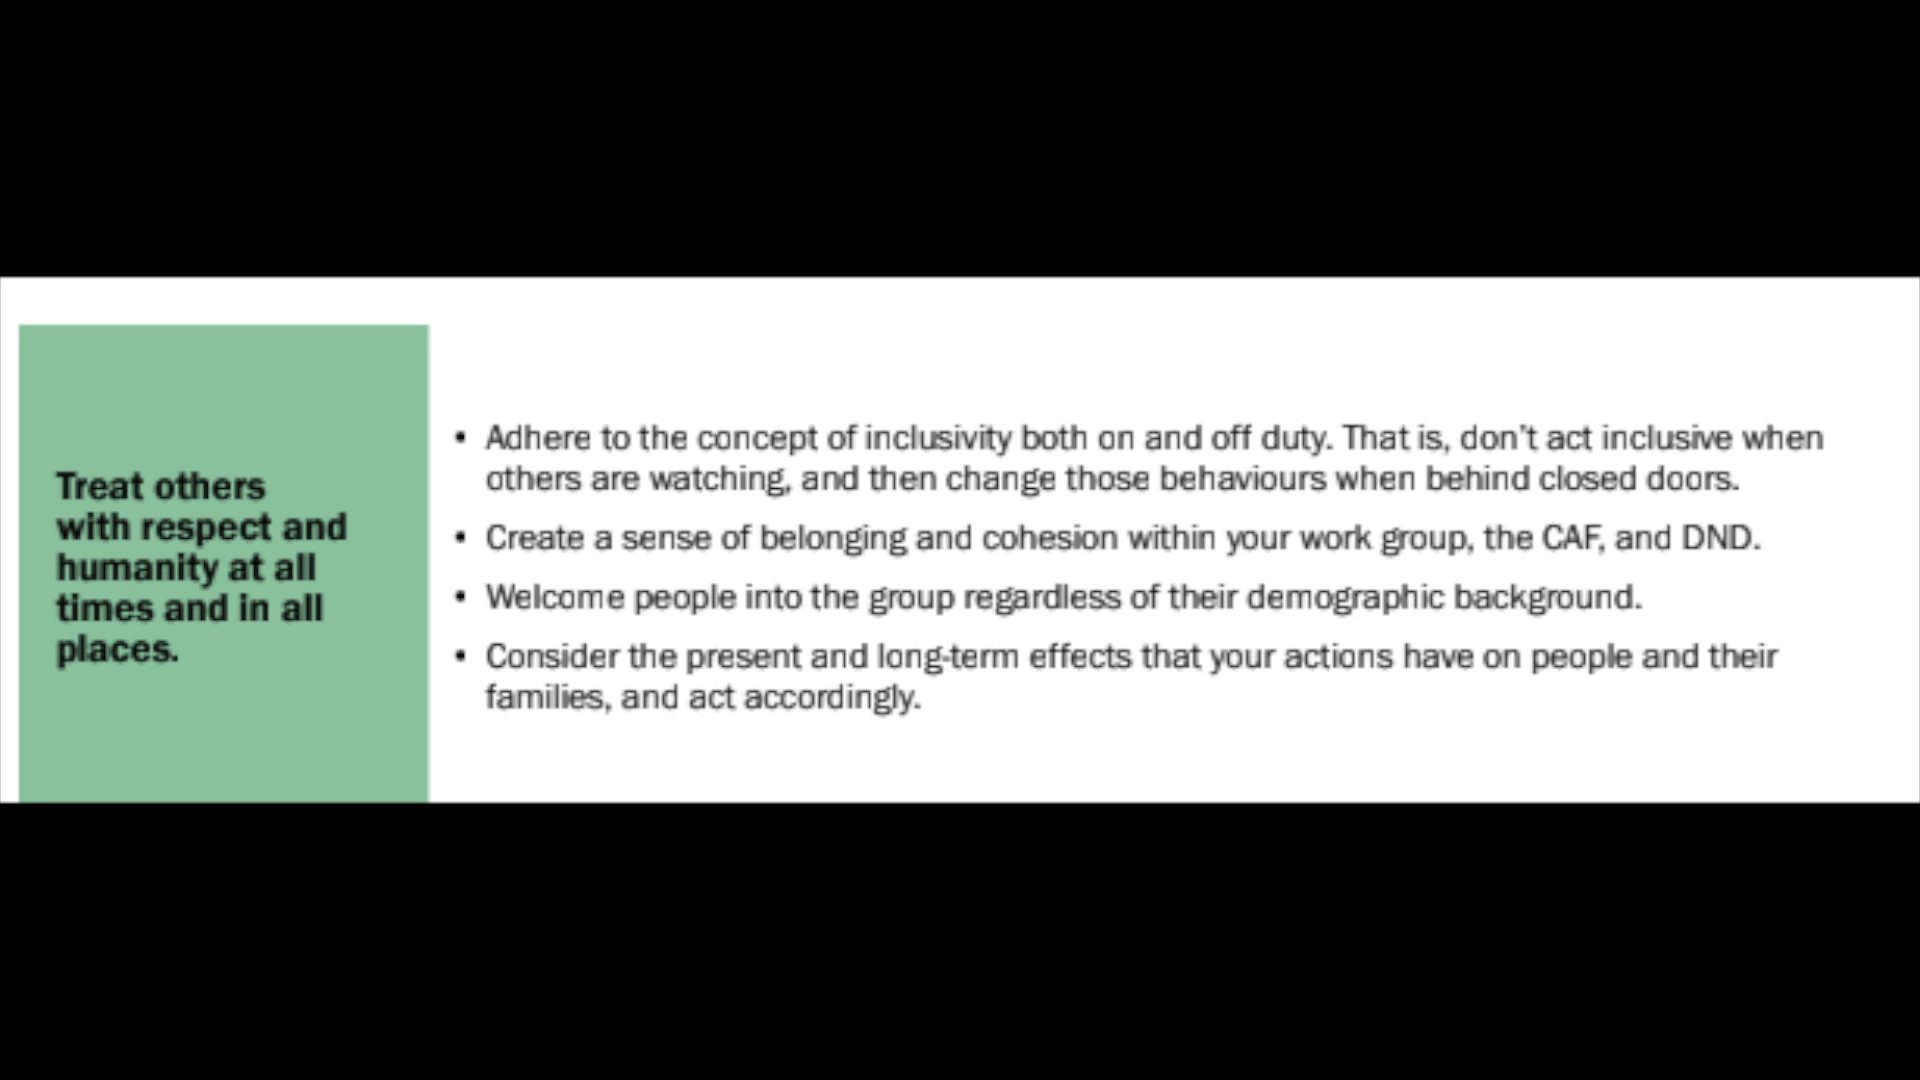 Treat others
with respect and
humanity at all
times and in all
places.
• Adhere to the concept of inclusivity both on and off duty. That is, don't act inclusive when
others are watching, and then change those behaviours when behind closed doors.
• Create a sense of belonging and cohesion within your work group, the CAF, and DND.
• Welcome people into the group regardless of their demographic background.
• Consider the present and long-term effects that your actions have on people and their
families, and act accordingly.